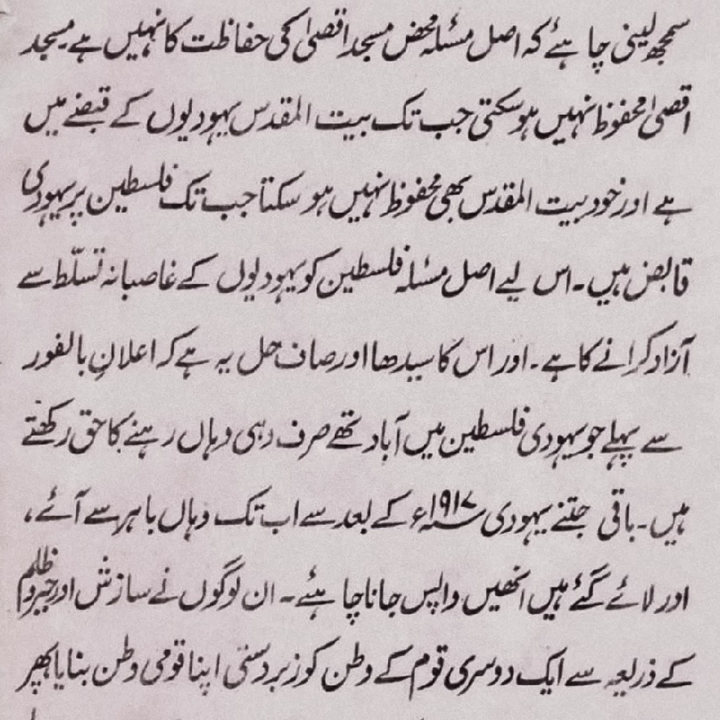 سمجھ لینی چاہئے کہ اصل مسئلہ محض مسجد اقصیٰ کی حفاظت کا نہیں ہے۔ مسجد
اقصیٰ محفوظ نہیں ہو سکتی جب تک بیت المقدس یہودیوں کے قبضے میں
ہے اور خود بیت المقدس بھی محفوظ نہیں ہو سکتا جب تک فلسطین پر یہودی
قابض ہیں۔ اس لیے اصل مسئلہ فلسطین کو یہودیوں کے غاصبانہ تسلّط سے
آزاد کرانے کا ہے۔ اور اس کا سیدھا اور صاف حل یہ ہے کہ اعلانِ بالفور
سے پہلے جو یہودی فلسطین میں آباد تھے صرف وہی وہاں رہنے کا حق رکھتے
ہیں۔ باقی جتنے یہودی ۱۹۱۷ء کے بعد سے اب تک وہاں باہر سے آئے،
اور لائے گئے ہیں انھیں واپس جانا چاہئے۔ ان لوگوں نے سازش اور جبر و ظلم
کے ذریعہ سے ایک دوسری قوم کے وطن کو زبردستی اپنا قومی وطن بنایا پھر